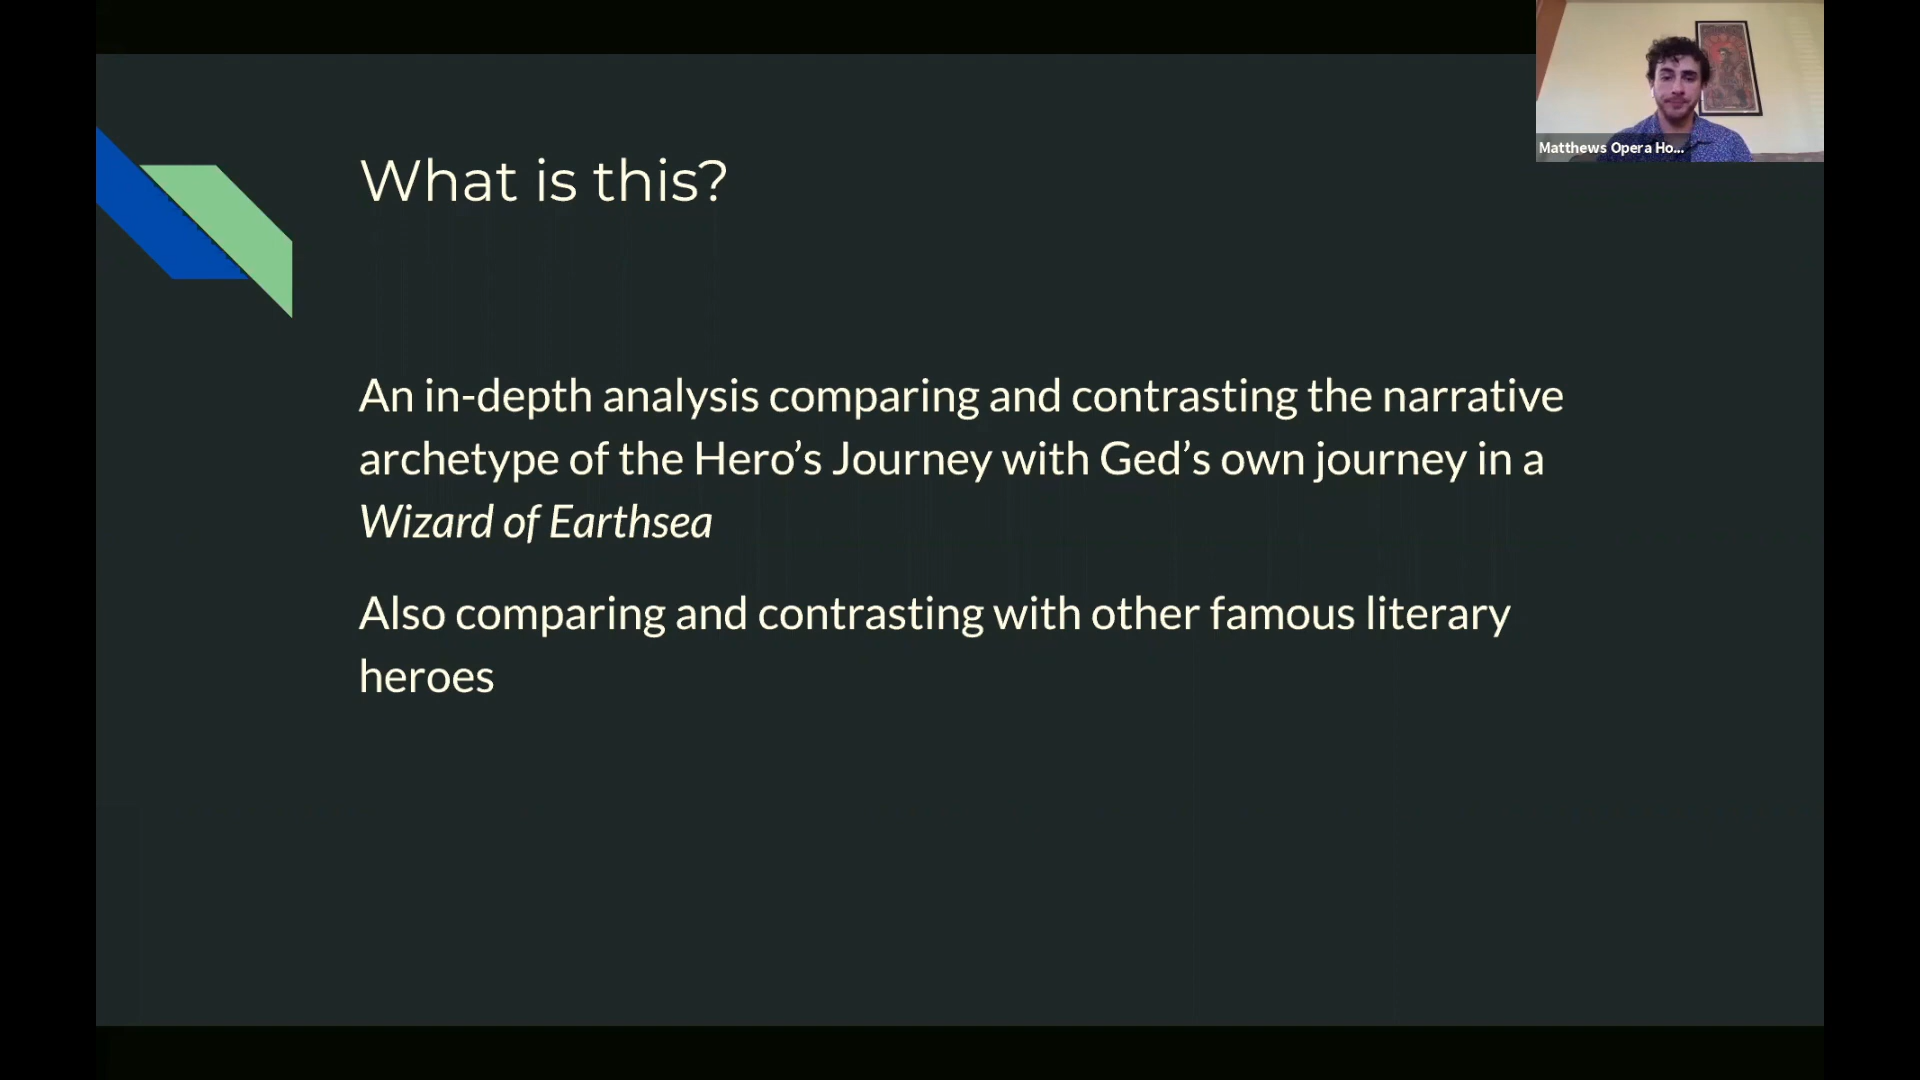 Matthews Opera Ho...
What is this?
An in-depth analysis comparing and contrasting the narrative
archetype of the Hero’s Journey with Ged’s own journey in a
Wizard of Earthsea
Also comparing and contrasting with other famous literary
heroes